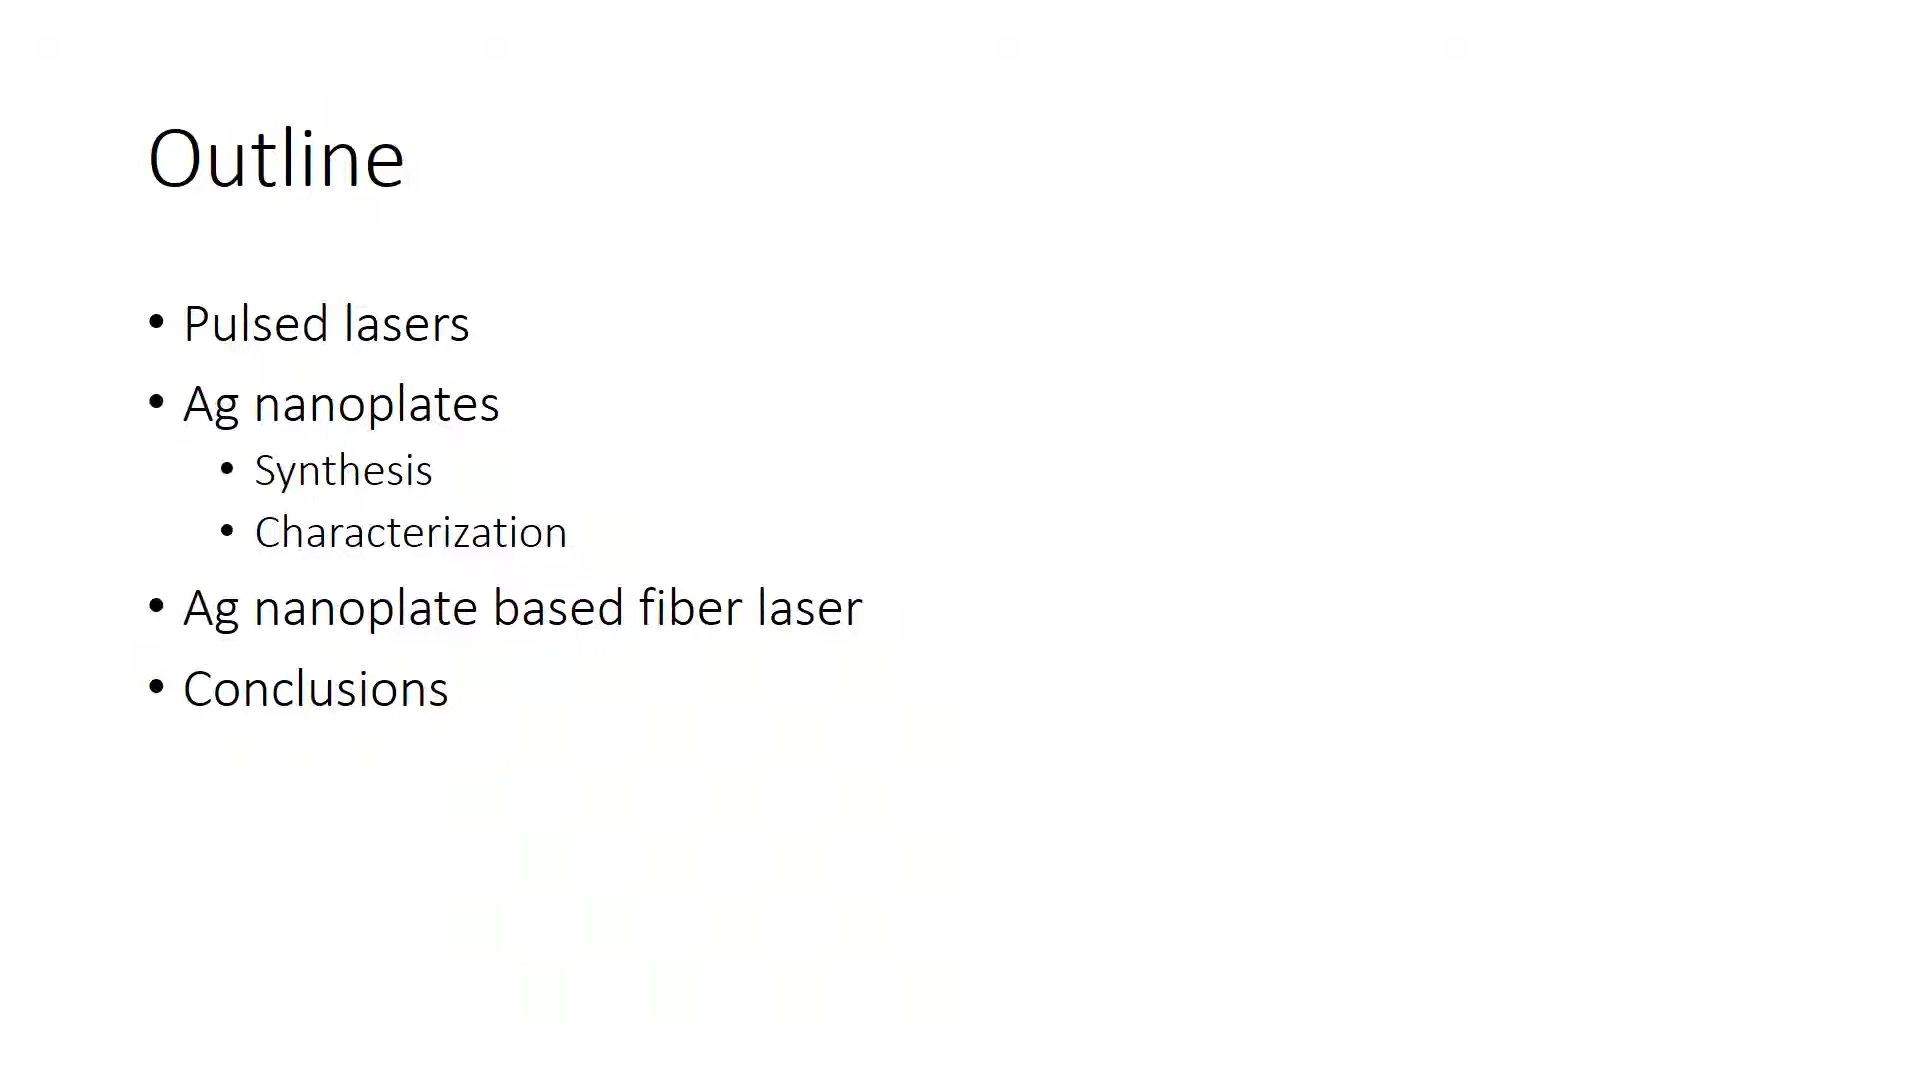 Outline
• Pulsed lasers
• Ag nanoplates
• Synthesis
• Characterization
• Ag nanoplate based fiber laser
• Conclusions